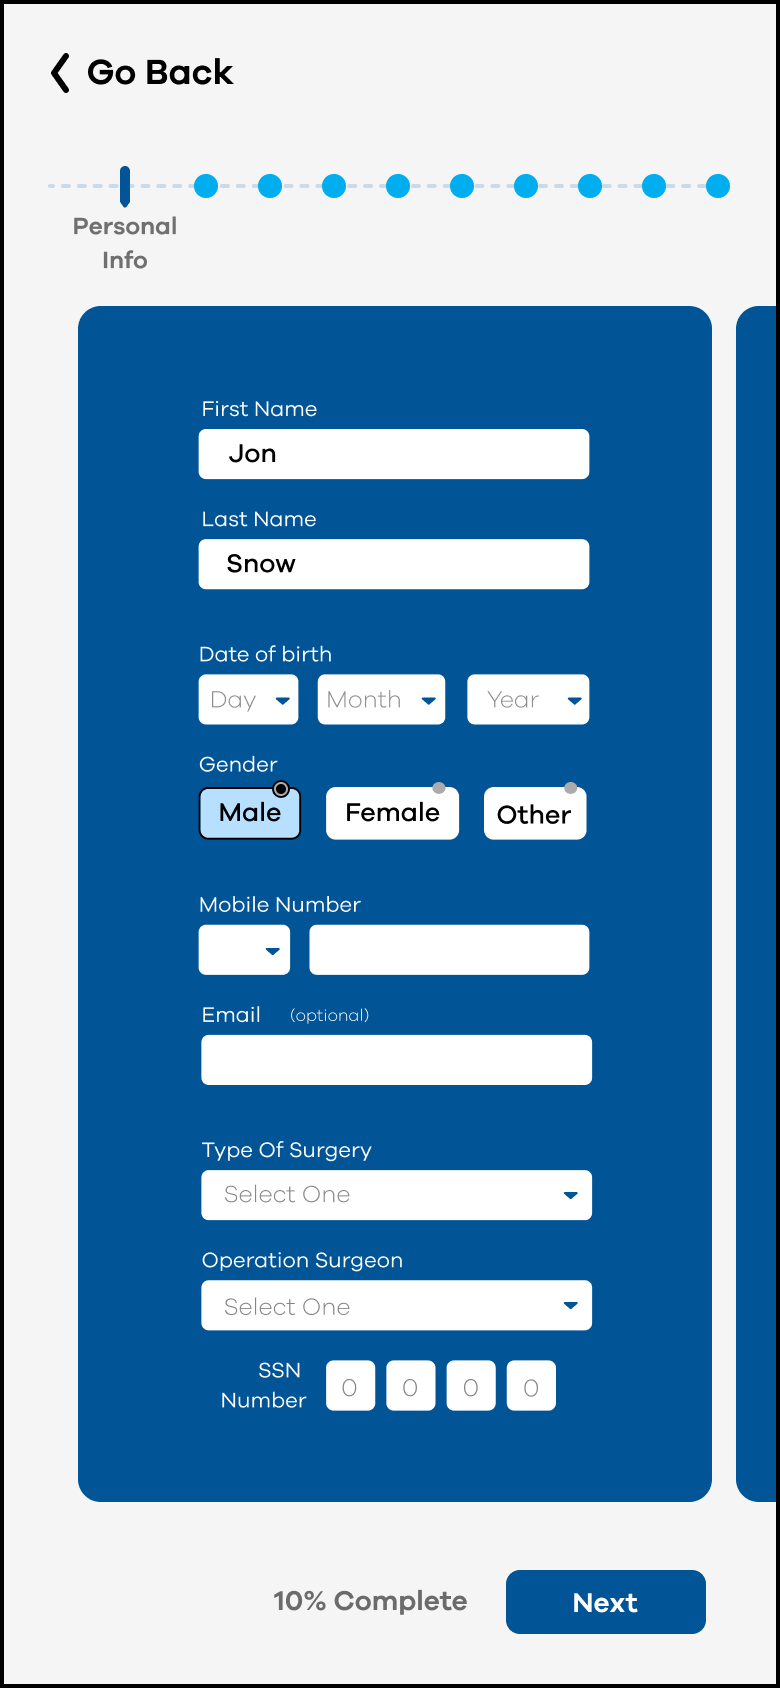 Go Back
Personal
Info
First Name
Jon
Last Name
Snow
Date of birth
Day Month Year
Gender
Male Female Other
Mobile Number
Email (optional)
Type Of Surgery
Select One
Operation Surgeon
Select One
SSN
Number
0 0 0 0
10% Complete Next